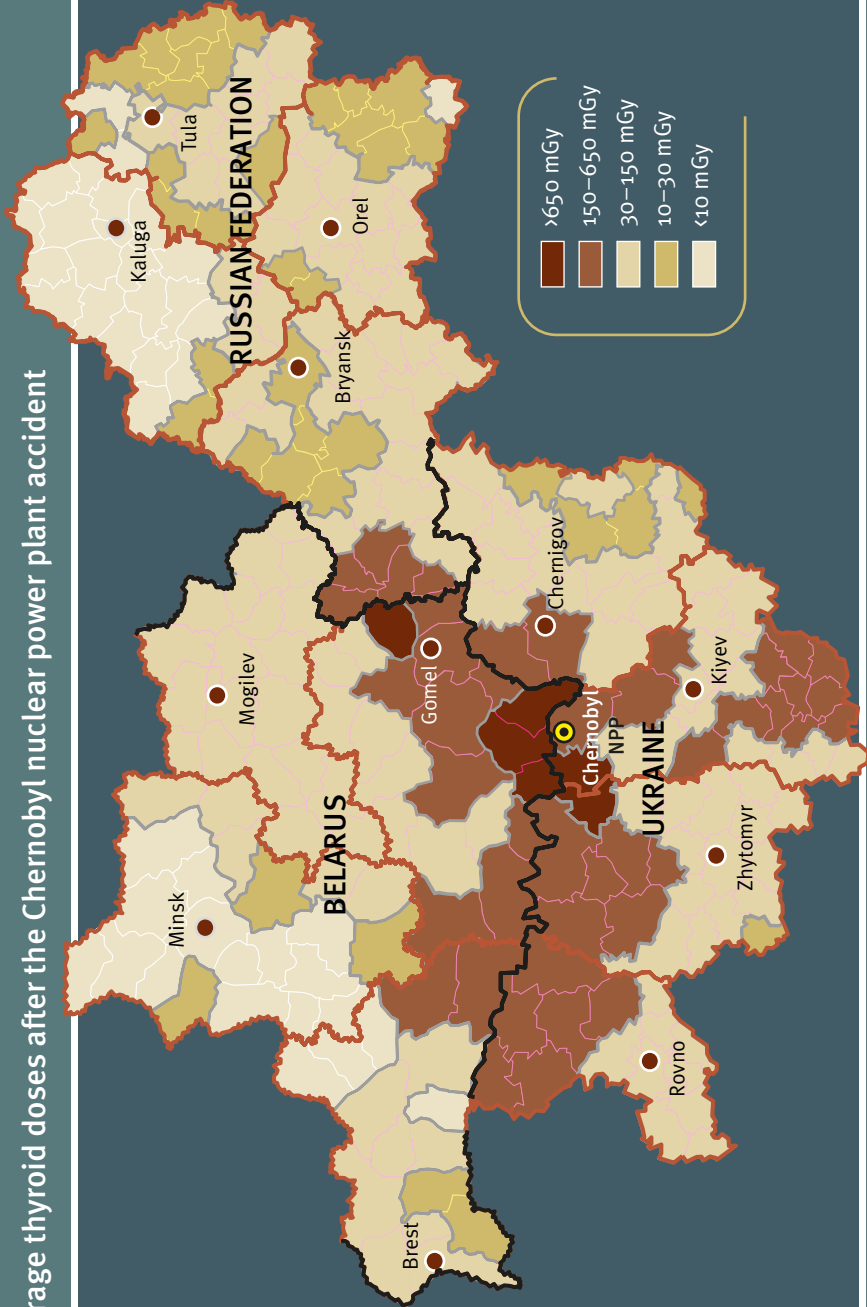 rage thyroid doses after the Chernobyl nuclear power plant accident
Minsk
Mogilev
Kaluga
Tula
RUSSIAN FEDERATION
Orel
Bryansk
BELARUS
Brest
Gomel
Chernigov
Chernobyl
NPP
UKRAINE
Rovno
Zhytomyr
Kiyev
>650 mGy
150–650 mGy
30–150 mGy
10–30 mGy
<10 mGy